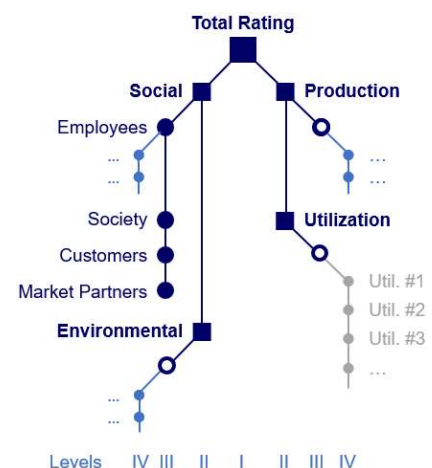 Total Rating
Social
Production
Employees
...
...
...
...
Society
Utilization
Customers
Market Partners
Util. #1
Util. #2
Util. #3
...
Environmental
...
...
Levels IV III II I II III IV